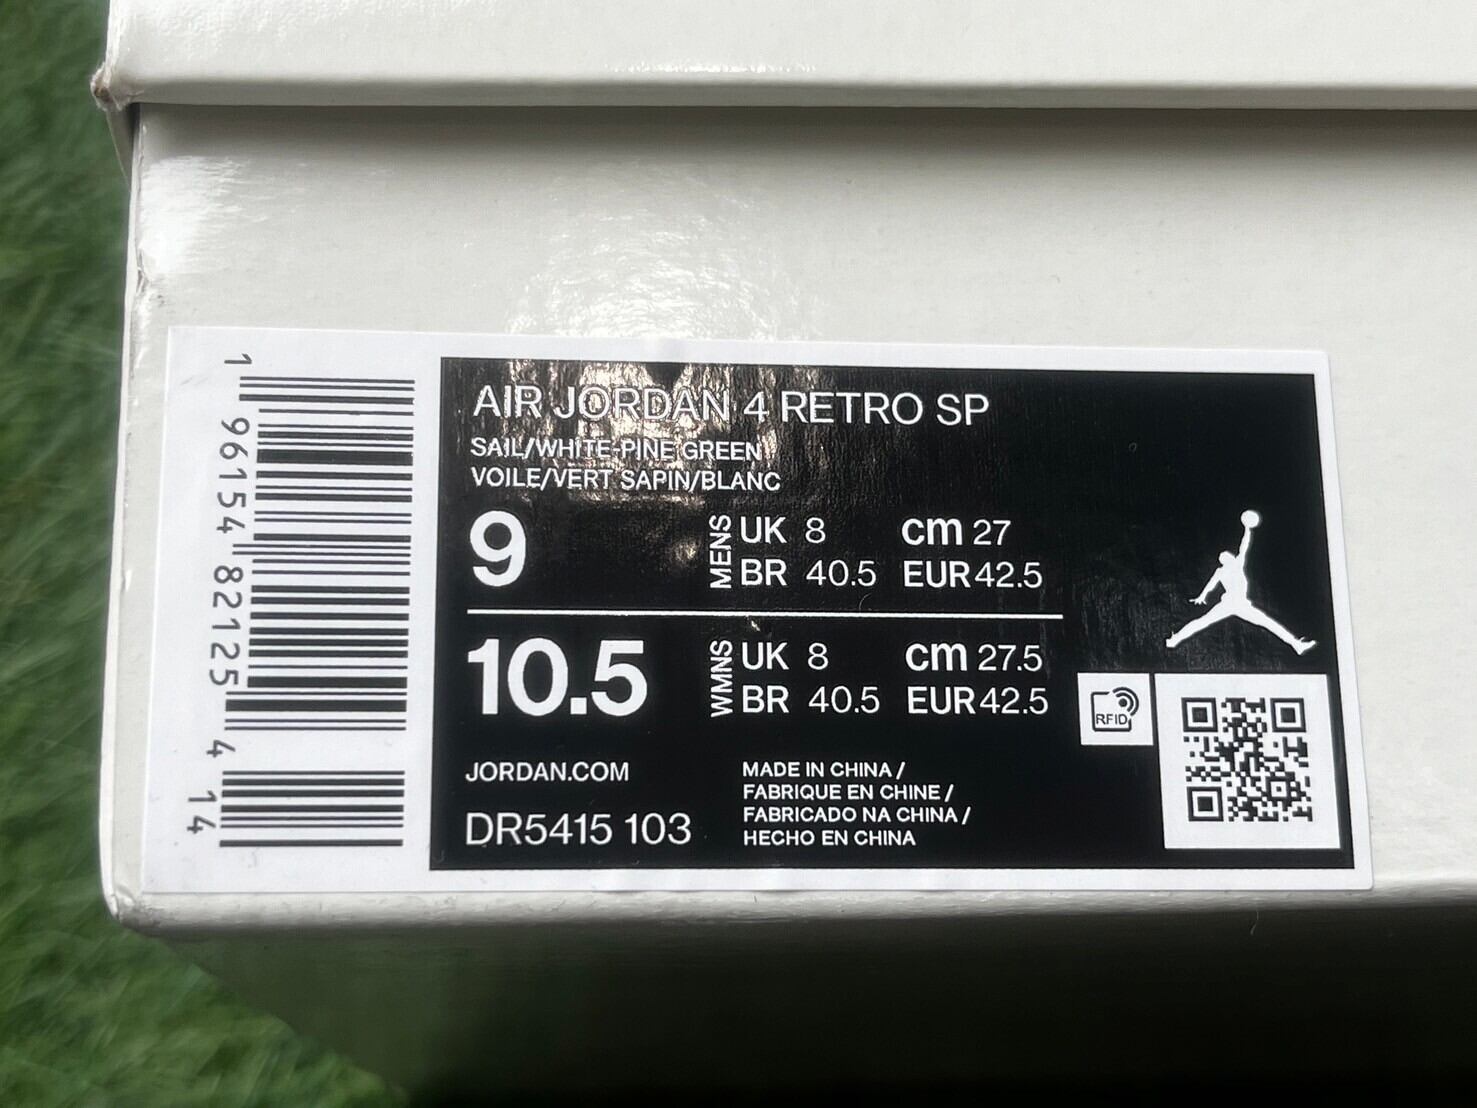 1 96154 82125 4 14
AIR JORDAN 4 RETRO SP
SAIL/WHITE-PINE GREEN
VOILE/VERT SAPIN/BLANC
9
MENS
UK 8 cm 27
BR 40.5 EUR 42.5
10.5
WMNS
UK 8 cm 27.5
BR 40.5 EUR 42.5
RFID
JORDAN.COM
DR5415 103
MADE IN CHINA /
FABRIQUE EN CHINE /
FABRICADO NA CHINA /
HECHO EN CHINA